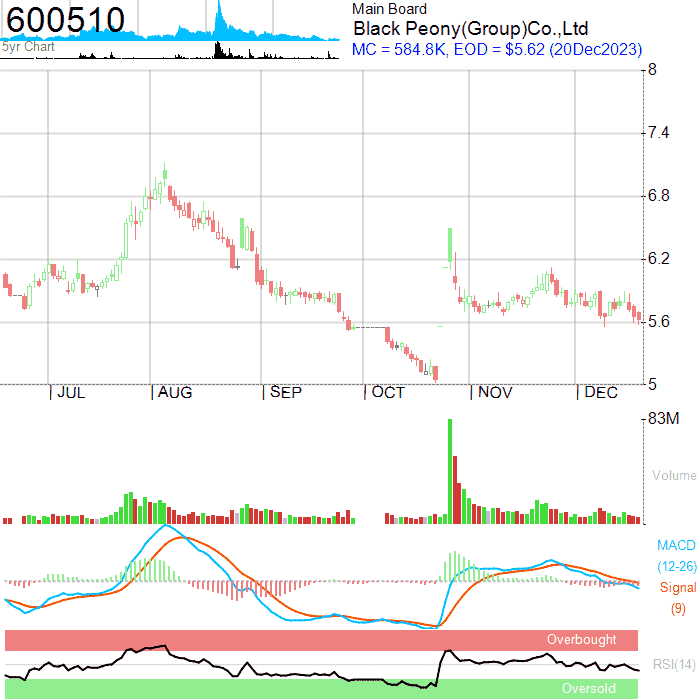 600510
5yr Chart
Main Board
Black Peony(Group)Co.,Ltd
MC = 584.8K, EOD = $5.62 (20Dec2023)
8
7.4
6.8
6.2
5.6
5
JUL AUG SEP OCT NOV DEC
83M
Volume
MACD
(12-26)
Signal
(9)
Overbought
RSI(14)
Oversold